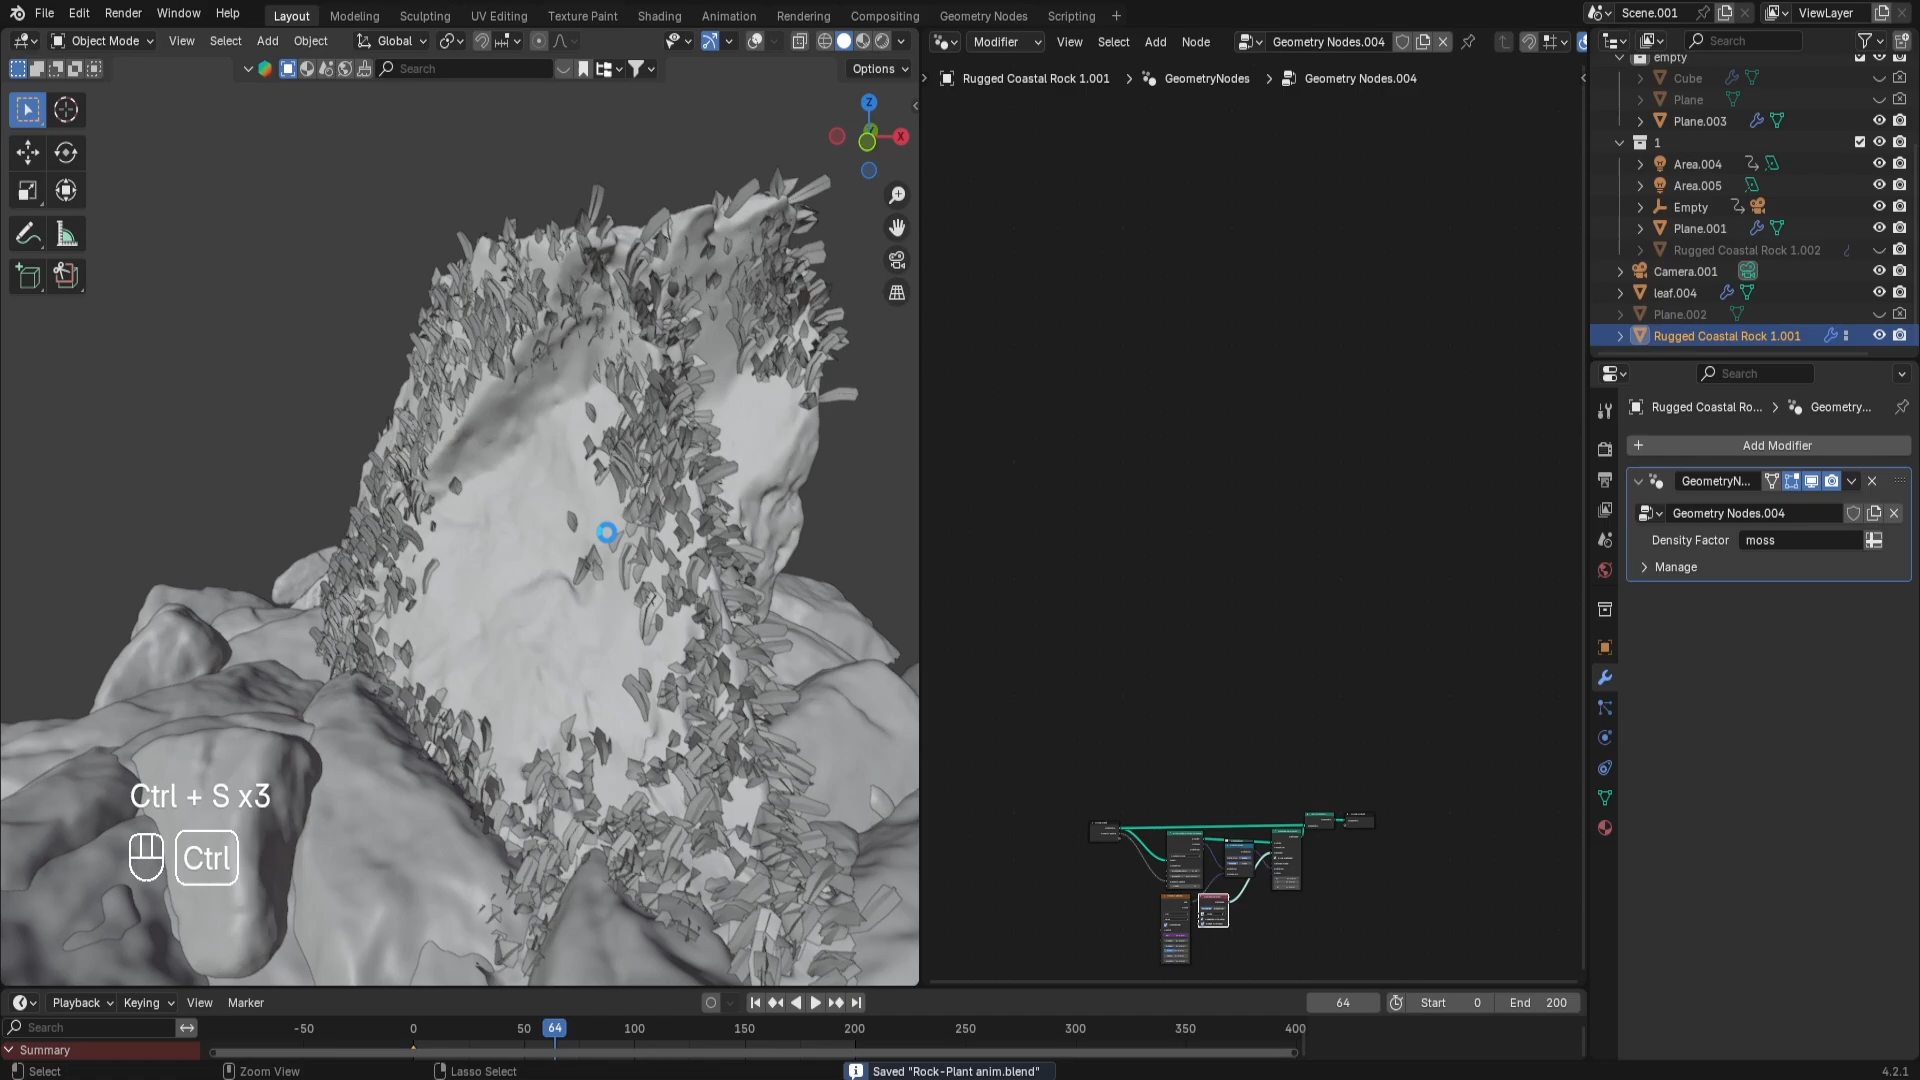 File Edit Render Window Help
Layout Modeling Sculpting UV Editing Texture Paint Shading Animation Rendering Compositing Geometry Nodes Scripting
Scene.001 ViewLayer
Object Mode View Select Add Object Global
Modifier View Select Add Node Geometry Nodes.004
Search
Search Options
Rugged Coastal Rock 1.001 GeometryNodes Geometry Nodes.004
empty
Cube
Plane
Plane.003
1
Area.004
Area.005
Empty
Plane.001
Rugged Coastal Rock 1.002
Camera.001
leaf.004
Plane.002
Rugged Coastal Rock 1.001
Z
X
Search
Rugged Coastal Ro... Geometry...
Add Modifier
GeometryN...
Geometry Nodes.004
Density Factor moss
Manage
Ctrl + S x3
Ctrl
Playback Keying View Marker
64 Start 0 End 200
Search
-50 0 50 64 100 150 200 250 300 350 400
Summary
Select Zoom View Lasso Select Saved "Rock-Plant anim.blend" 4.2.1